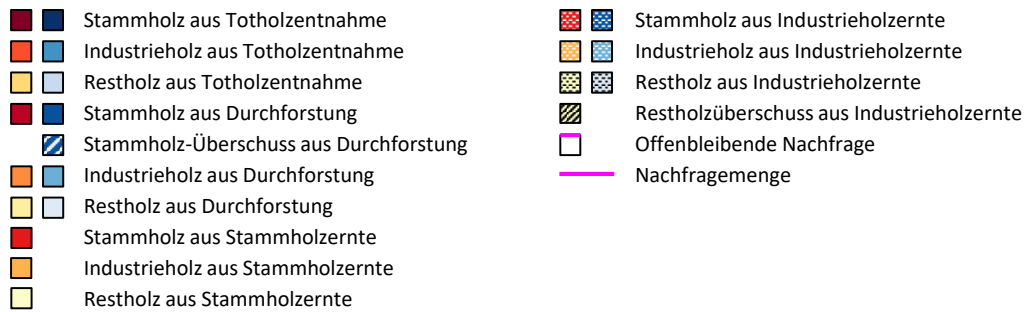 Stammholz aus Totholzentnahme
Industrieholz aus Totholzentnahme
Restholz aus Totholzentnahme
Stammholz aus Durchforstung
Stammholz-Überschuss aus Durchforstung
Industrieholz aus Durchforstung
Restholz aus Durchforstung
Stammholz aus Stammholzernte
Industrieholz aus Stammholzernte
Restholz aus Stammholzernte
Stammholz aus Industrieholzernte
Industrieholz aus Industrieholzernte
Restholz aus Industrieholzernte
Restholzüberschuss aus Industrieholzernte
Offenbleibende Nachfrage
Nachfragemenge